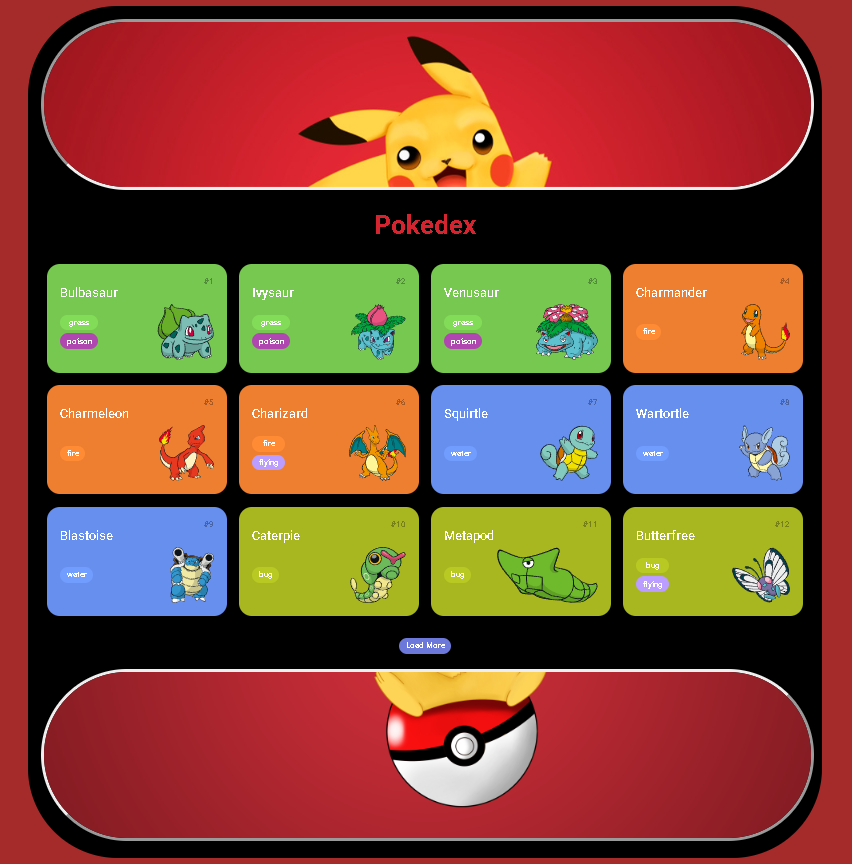 Pokedex
#1
Bulbasaur
grass
poison
#2
Ivysaur
grass
poison
#3
Venusaur
grass
poison
#4
Charmander
fire
#5
Charmeleon
fire
#6
Charizard
fire
flying
#7
Squirtle
water
#8
Wartortle
water
#9
Blastoise
water
#10
Caterpie
bug
#11
Metapod
bug
#12
Butterfree
bug
flying
Load More